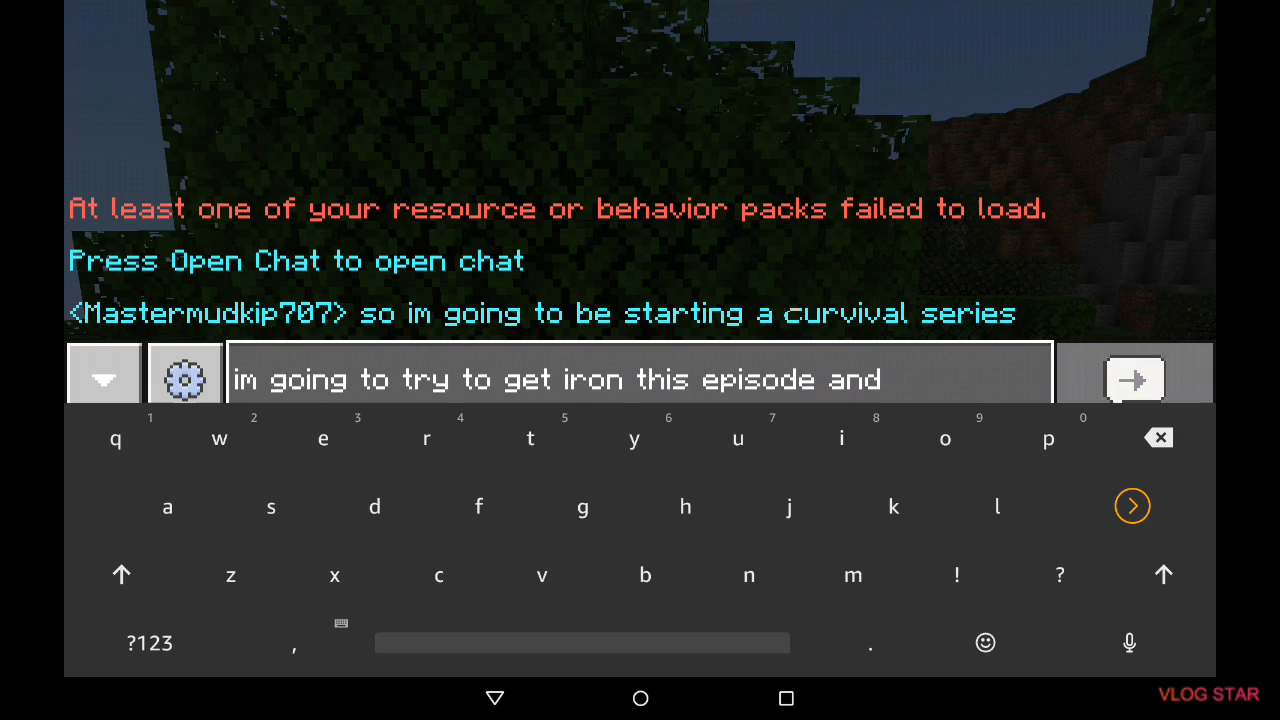 At least one of your resource or behavior packs failed to load.
Press Open Chat to open chat
<Mastermudkip707> so im going to be starting a curvival series
im going to try to get iron this episode and
1 2 3 4 5 6 7 8 9 0
q w e r t y u i o p
a s d f g h j k l
z x c v b n m ! ?
?123 , .
VLOG STAR